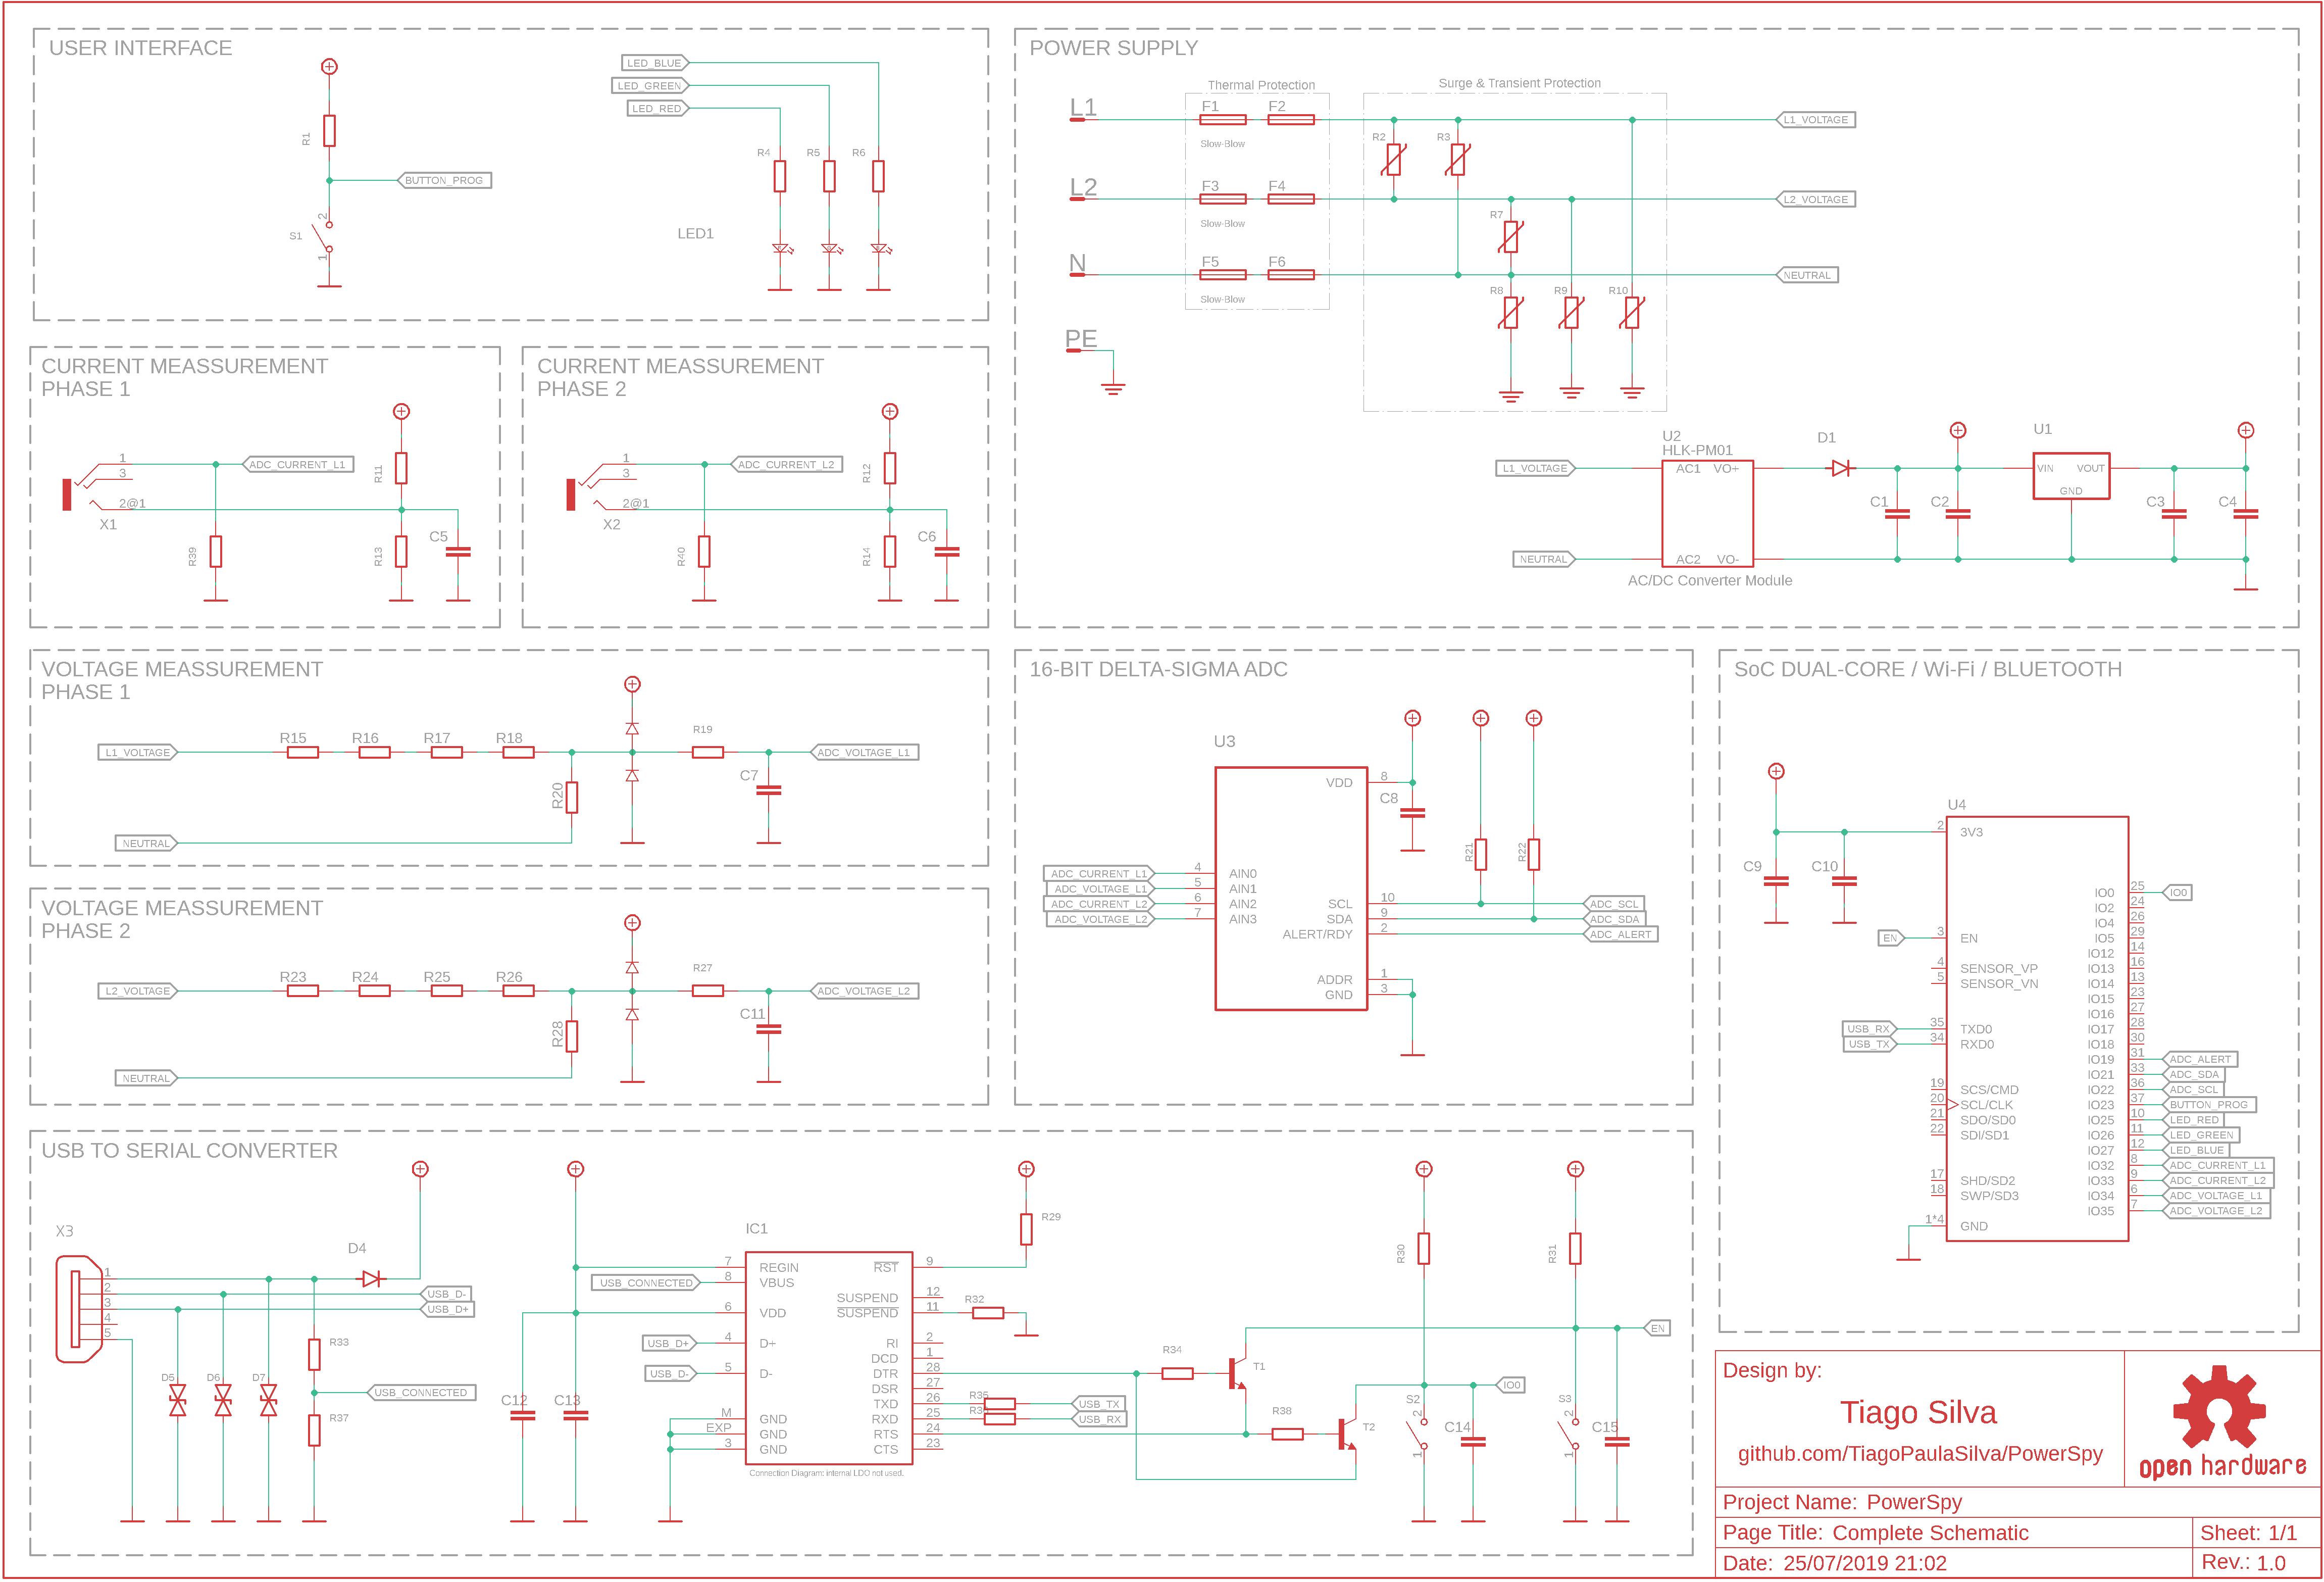 USER INTERFACE
R1
BUTTON_PROG
S1
2
1
LED_BLUE
LED_GREEN
LED_RED
R4
R5
R6
LED1
POWER SUPPLY
Thermal Protection
Surge & Transient Protection
L1
F1
F2
Slow-Blow
R2
R3
L1_VOLTAGE
L2
F3
F4
Slow-Blow
L2_VOLTAGE
R7
N
F5
F6
Slow-Blow
NEUTRAL
R8
R9
R10
PE
U2
HLK-PM01
L1_VOLTAGE
AC1
VO+
NEUTRAL
AC2
VO-
AC/DC Converter Module
D1
C1
C2
U1
VIN
VOUT
GND
C3
C4
CURRENT MEASSUREMENT
PHASE 1
1
3
2@1
X1
ADC_CURRENT_L1
R39
R11
R13
C5
CURRENT MEASSUREMENT
PHASE 2
1
3
2@1
X2
ADC_CURRENT_L2
R40
R12
R14
C6
VOLTAGE MEASSUREMENT
PHASE 1
L1_VOLTAGE
R15
R16
R17
R18
R19
ADC_VOLTAGE_L1
R20
C7
NEUTRAL
VOLTAGE MEASSUREMENT
PHASE 2
L2_VOLTAGE
R23
R24
R25
R26
R27
ADC_VOLTAGE_L2
R28
C11
NEUTRAL
16-BIT DELTA-SIGMA ADC
U3
VDD
8
C8
R21
R22
ADC_CURRENT_L1
4
AIN0
ADC_VOLTAGE_L1
5
AIN1
ADC_CURRENT_L2
6
AIN2
ADC_VOLTAGE_L2
7
AIN3
SCL
10
ADC_SCL
SDA
9
ADC_SDA
ALERT/RDY
2
ADC_ALERT
ADDR
1
GND
3
SoC DUAL-CORE / Wi-Fi / BLUETOOTH
U4
C9
C10
2
3V3
EN
3
EN
4
SENSOR_VP
5
SENSOR_VN
USB_RX
35
TXD0
USB_TX
34
RXD0
19
SCS/CMD
20
SCL/CLK
21
SDO/SD0
22
SDI/SD1
17
SHD/SD2
18
SWP/SD3
1*4
GND
IO0
25
IO0
IO2
24
IO4
26
IO5
29
IO12
14
IO13
16
IO14
13
IO15
23
IO16
27
IO17
28
IO18
30
IO19
31
ADC_ALERT
IO21
33
ADC_SDA
IO22
36
ADC_SCL
IO23
37
BUTTON_PROG
IO25
10
LED_RED
IO26
11
LED_GREEN
IO27
12
LED_BLUE
IO32
8
ADC_CURRENT_L1
IO33
9
ADC_CURRENT_L2
IO34
6
ADC_VOLTAGE_L1
IO35
7
ADC_VOLTAGE_L2
USB TO SERIAL CONVERTER
X3
1
2
3
4
5
D4
USB_D-
USB_D+
D5
D6
D7
R33
USB_CONNECTED
R37
C12
C13
IC1
7
REGIN
USB_CONNECTED
8
VBUS
6
VDD
USB_D+
4
D+
USB_D-
5
D-
M
GND
EXP
GND
3
GND
RST
9
SUSPEND
12
SUSPEND
11
RI
2
DCD
1
DTR
28
DSR
27
TXD
26
RXD
25
RTS
24
CTS
23
Connection Diagram: internal LDO not used.
R29
R32
R35
USB_TX
USB_RX
R34
T1
R38
T2
R30
R31
EN
IO0
S2
2
1
C14
S3
2
1
C15
Design by:
Tiago Silva
github.com/TiagoPaulaSilva/PowerSpy
open hardware
Project Name: PowerSpy
Page Title: Complete Schematic
Sheet: 1/1
Date: 25/07/2019 21:02
Rev.: 1.0